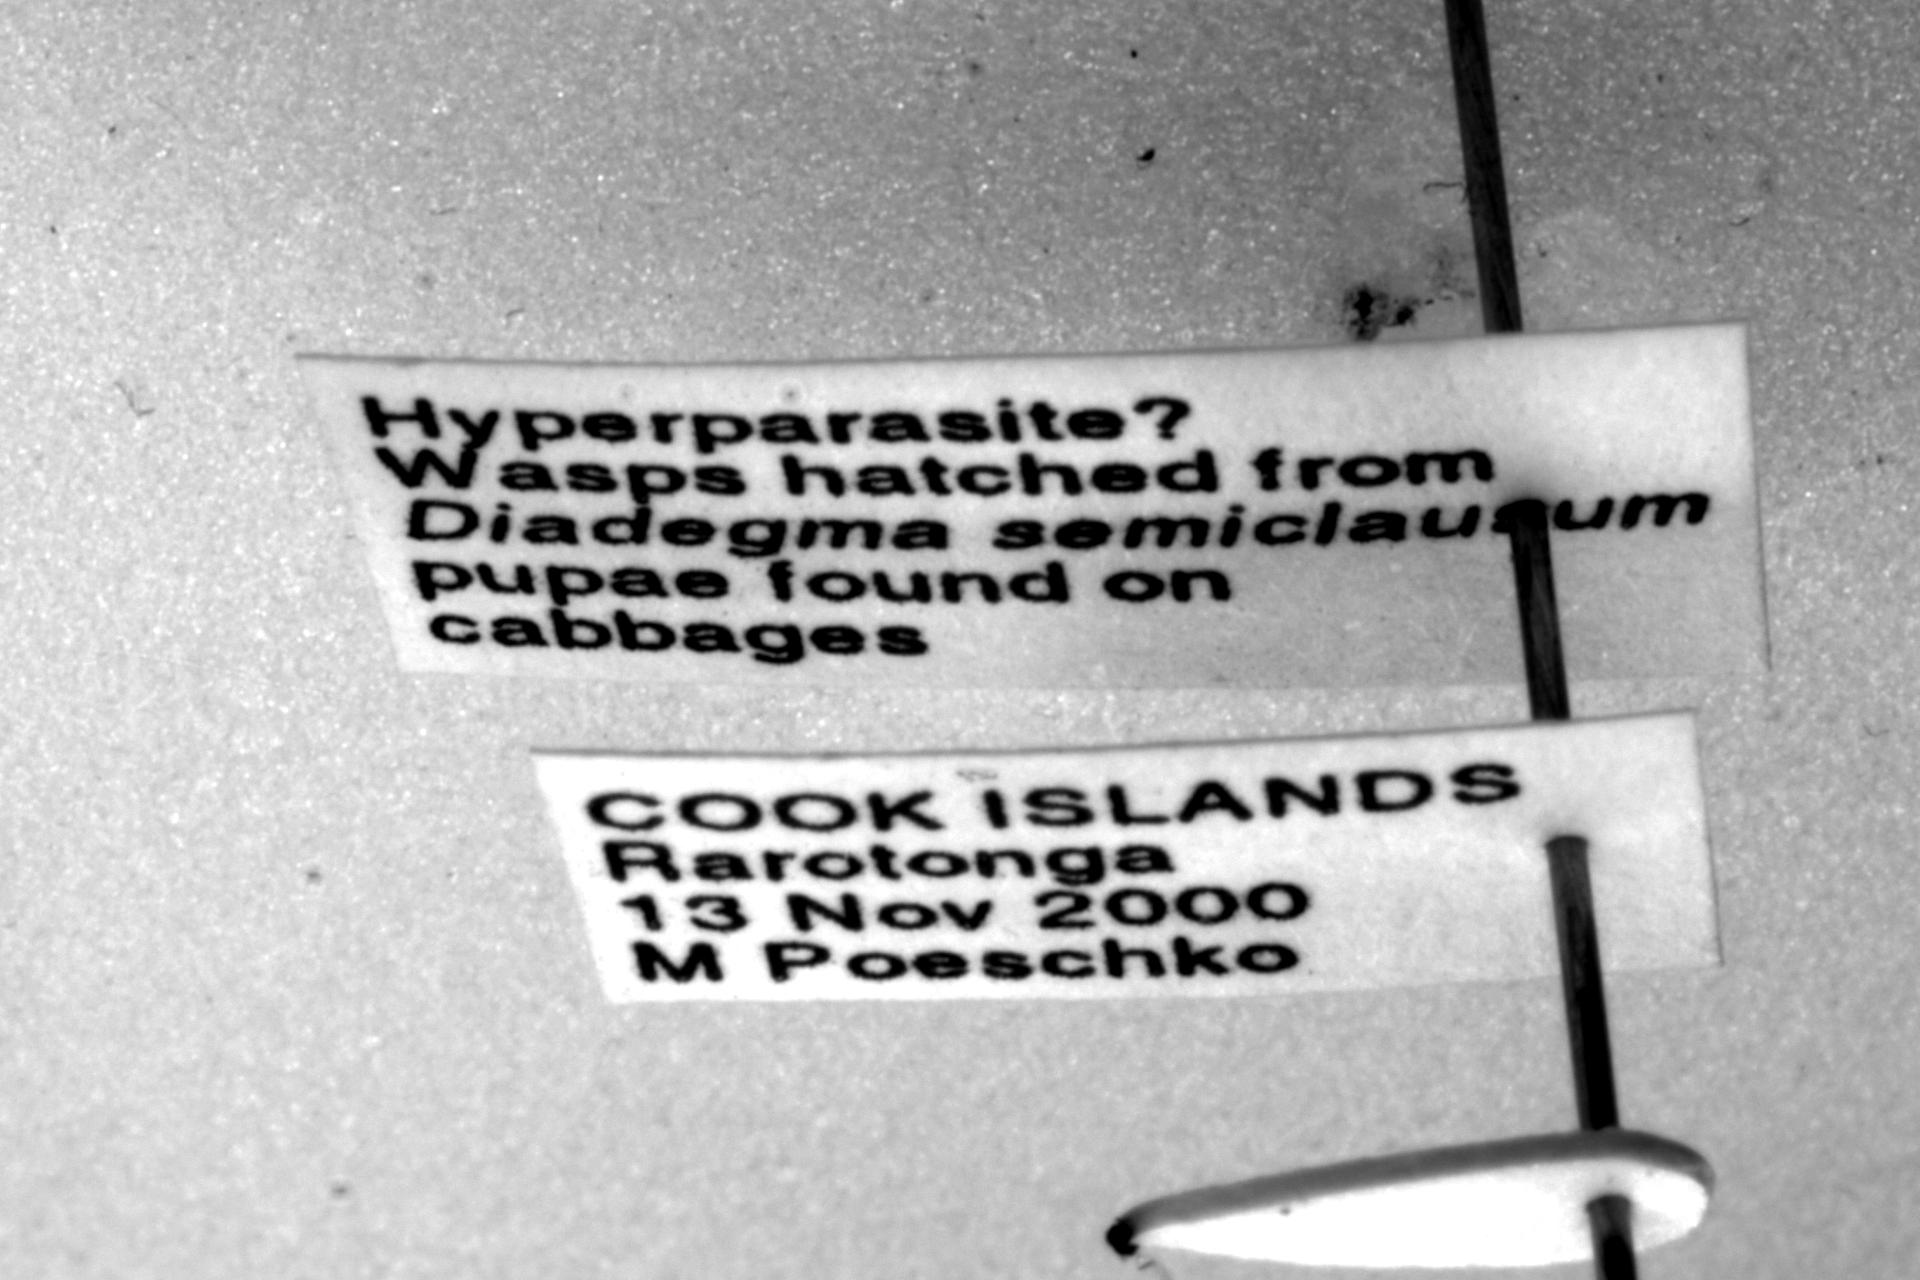 Hyperparasite?
Wasps hatched from
Diadegma semiclausum
pupae found on
cabbages
COOK ISLANDS
Rarotonga
13 Nov 2000
M Poeschko